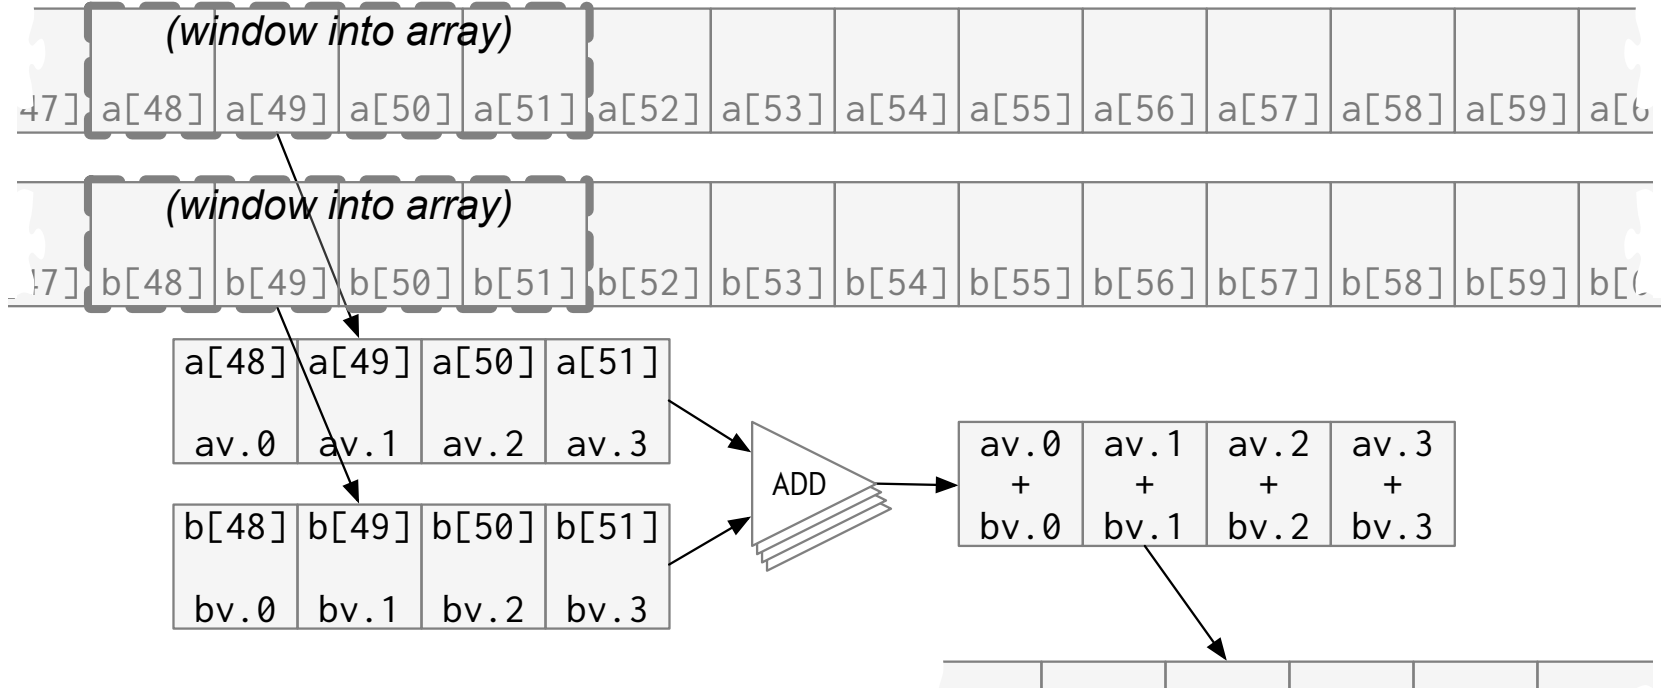 (window into array)
47] a[48] a[49] a[50] a[51] a[52] a[53] a[54] a[55] a[56] a[57] a[58] a[59] a[6
(window into array)
47] b[48] b[49] b[50] b[51] b[52] b[53] b[54] b[55] b[56] b[57] b[58] b[59] b[
a[48] a[49] a[50] a[51]
av.0 av.1 av.2 av.3
ADD
av.0 av.1 av.2 av.3
+ + + +
bv.0 bv.1 bv.2 bv.3
b[48] b[49] b[50] b[51]
bv.0 bv.1 bv.2 bv.3